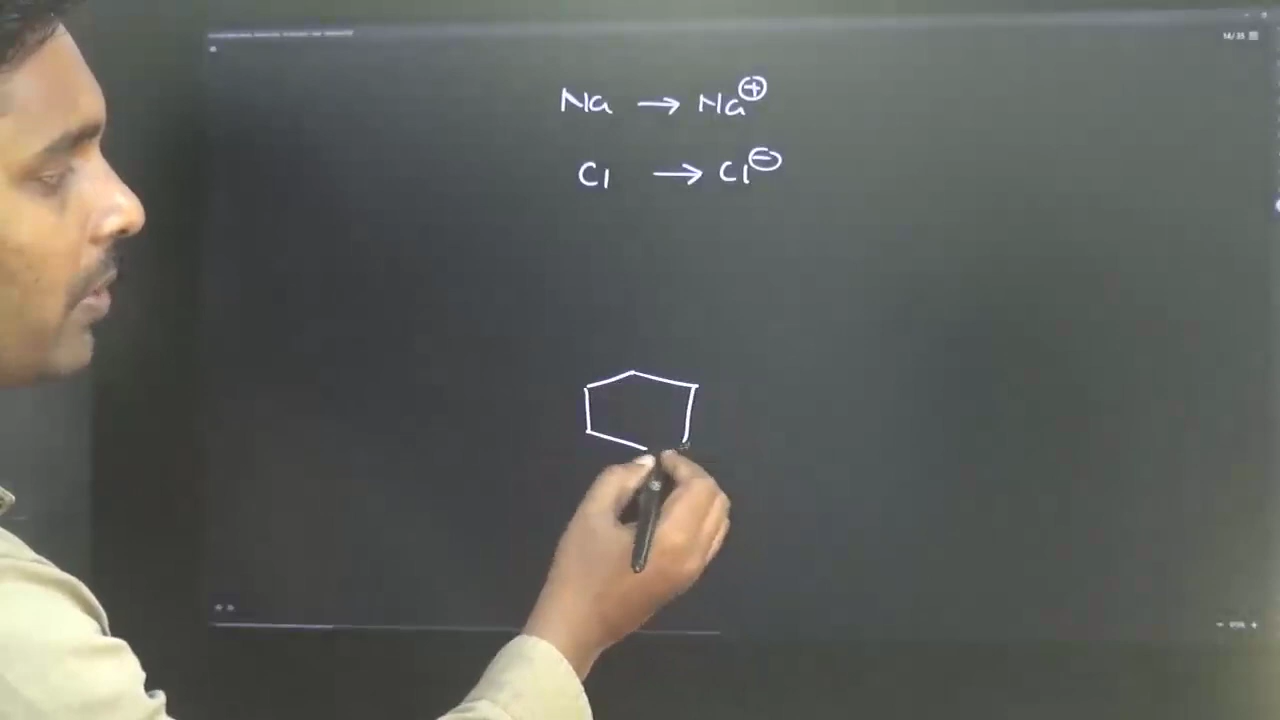 Na → Na⊕
Cl → Cl⊖